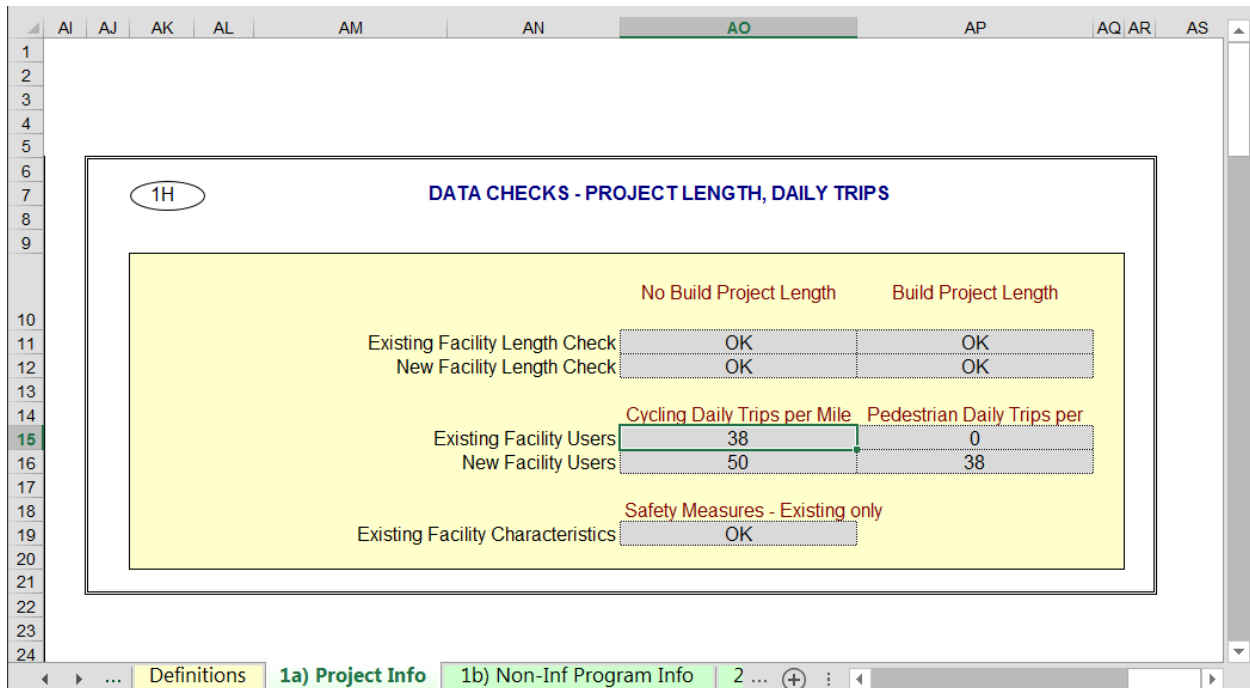 AI AJ AK AL AM AN AO AP AQ AR AS
1
2
3
4
5
6
7 1H DATA CHECKS - PROJECT LENGTH, DAILY TRIPS
8
9
10 No Build Project Length Build Project Length
11 Existing Facility Length Check OK OK
12 New Facility Length Check OK OK
13
14 Cycling Daily Trips per Mile Pedestrian Daily Trips per
15 Existing Facility Users 38 0
16 New Facility Users 50 38
17
18 Safety Measures - Existing only
19 Existing Facility Characteristics OK
20
21
22
23
24
... Definitions 1a) Project Info 1b) Non-Inf Program Info 2 ...